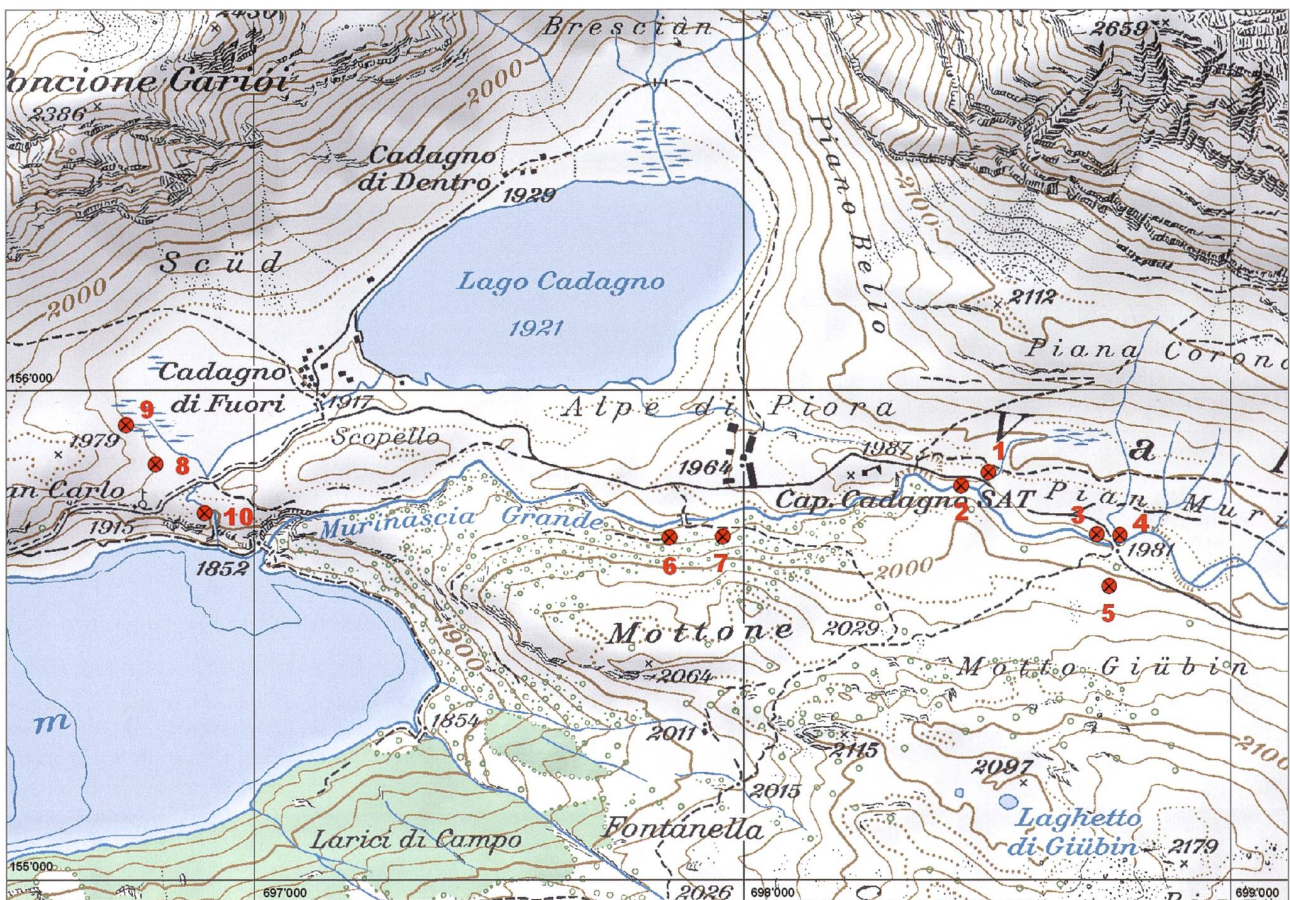 2430
Brescian
2659
Poncione Garioi
2386
2000
Piano Bello
Cadagno
di Dentro
1929
2100
Scüd
Lago Cadagno
1921
2000
2112
Piana Corona
156'000
Cadagno
di Fuori
1917
Alpe di Piora
9
1979
Scopello
V
a
8
1964
1987
1
Cap. Cadagno SAT
2
Pian Muri
an Carlo
1915
10
Murinascia Grande
3
4
1981
1852
6
7
2000
5
Mottone
2029
1900
2064
Motto Giübin
m
1854
2011
2115
2100
2097
2015
Laghetto
di Giübin
Larici di Campo
Fontanella
2179
155'000
697'000
2026
698'000
699'000